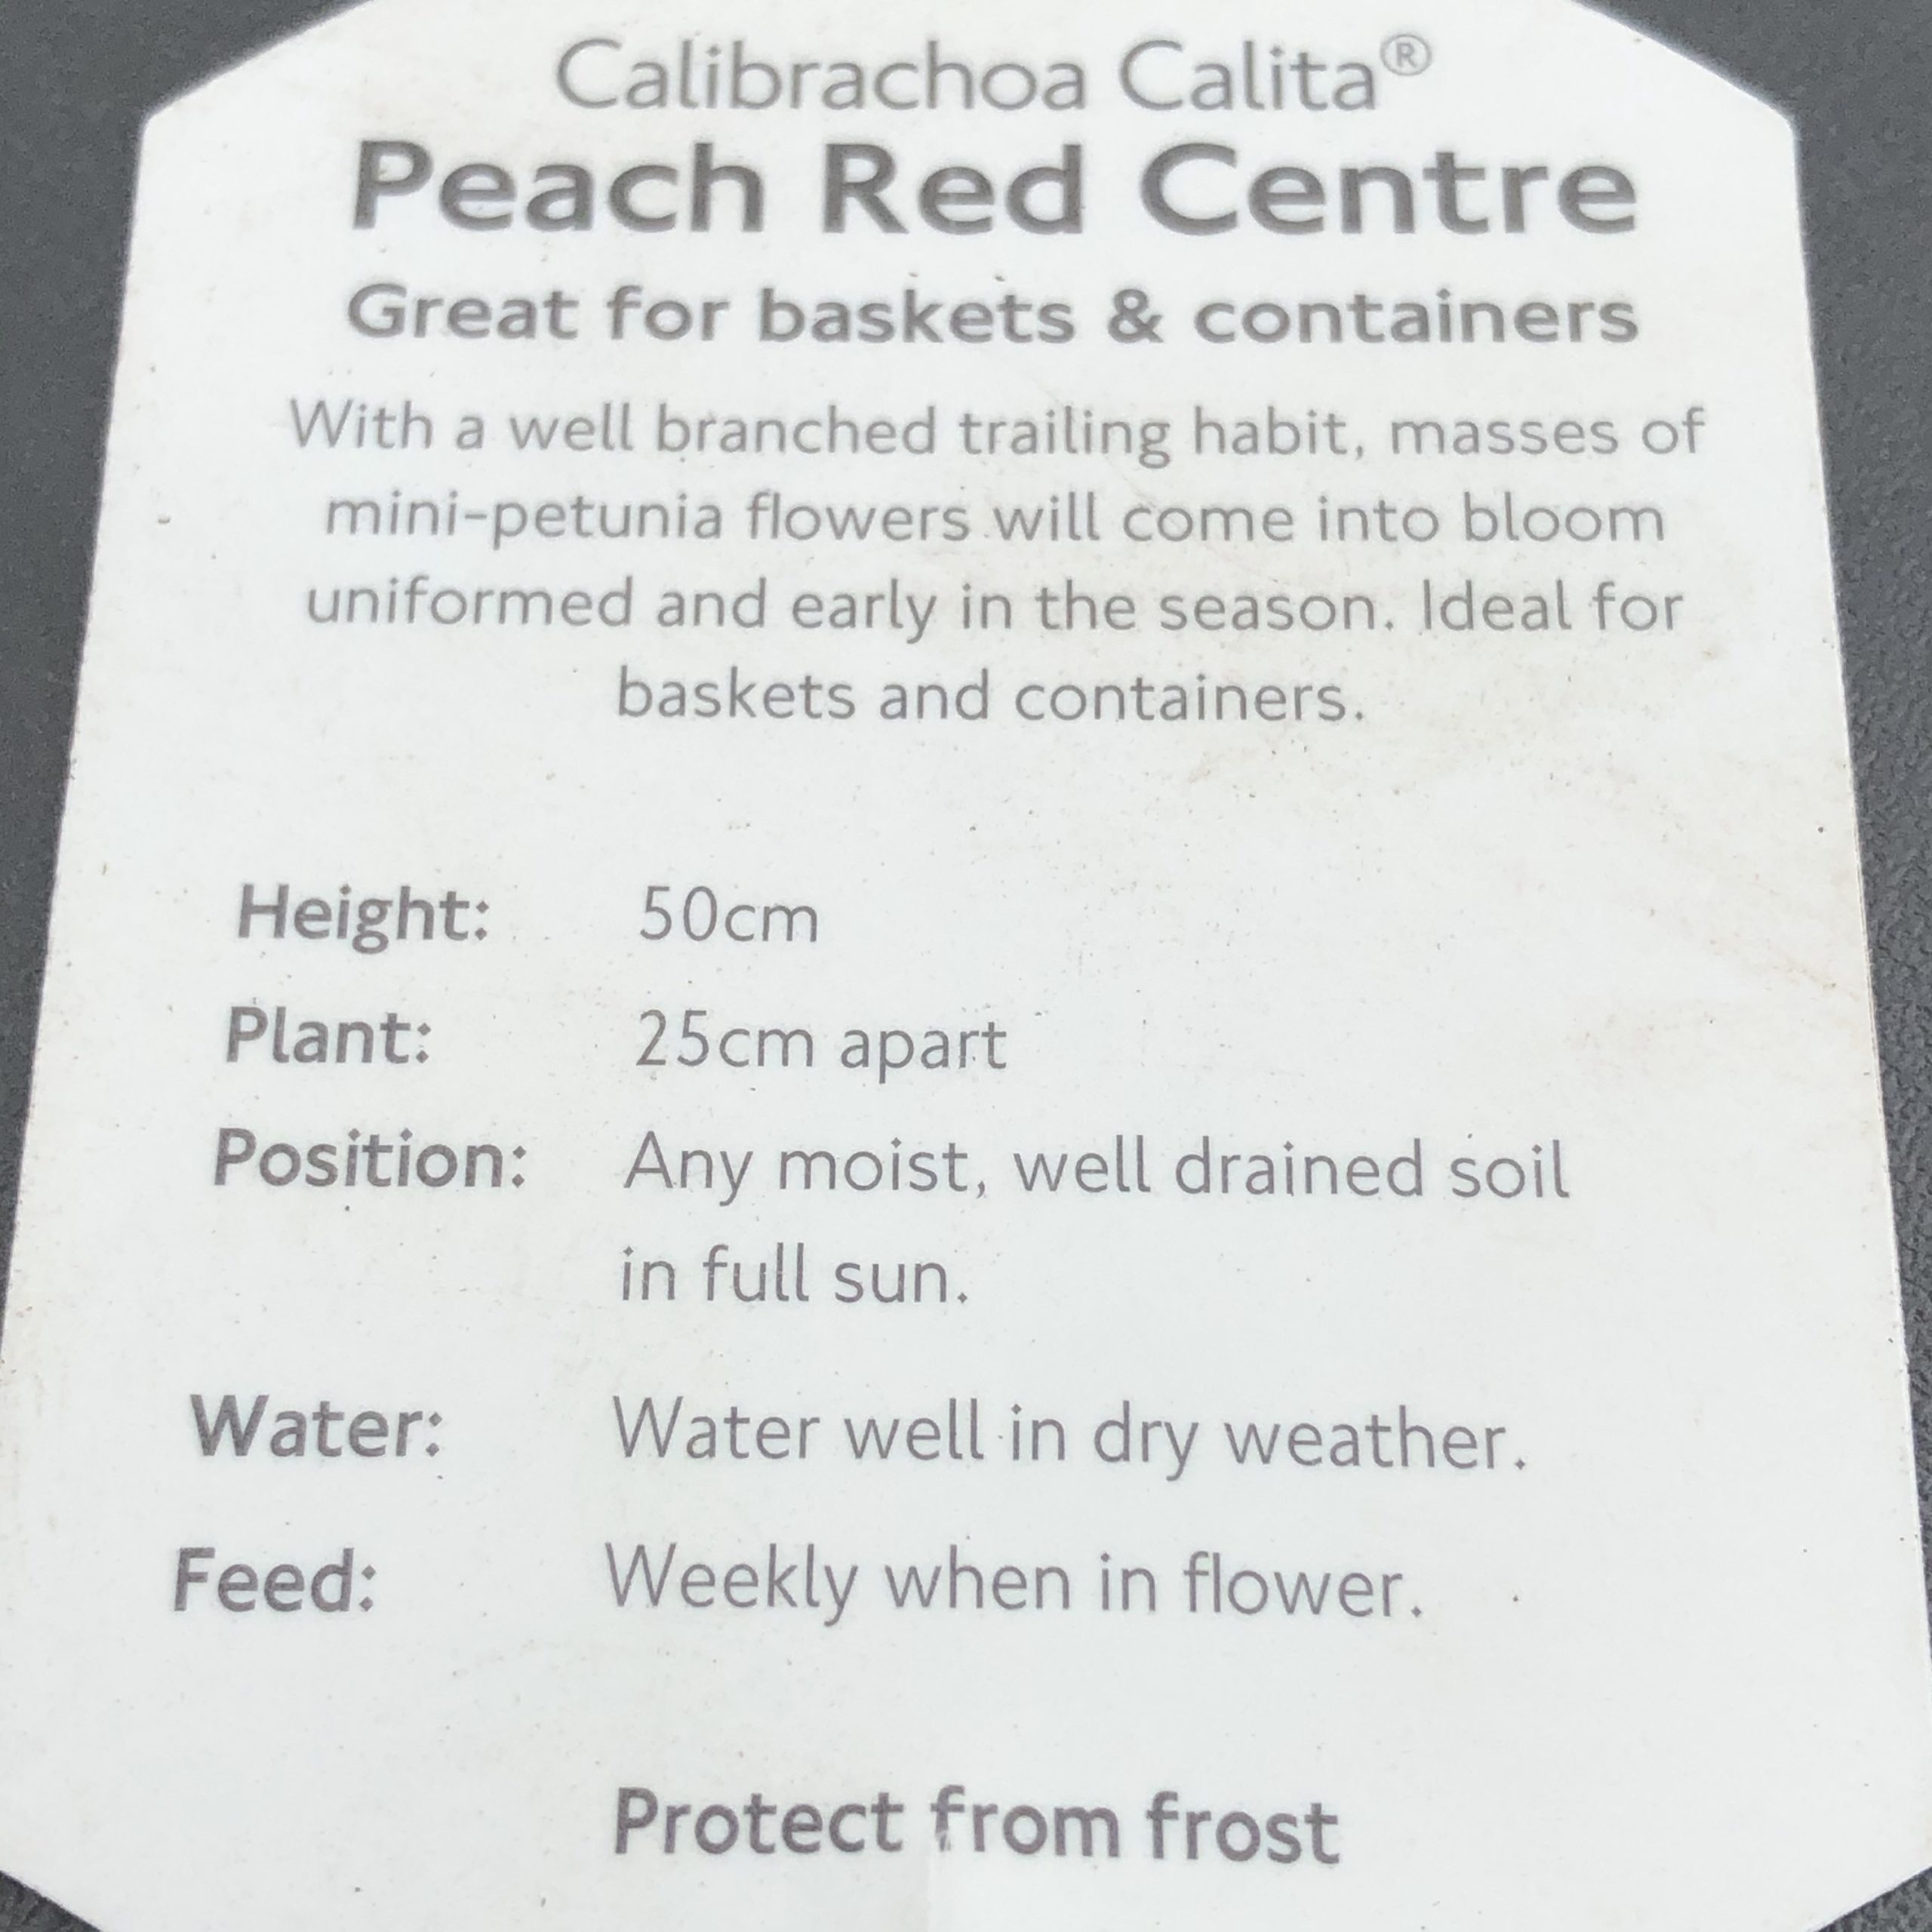 Calibrachoa Calita®
Peach Red Centre
Great for baskets & containers
With a well branched trailing habit, masses of
mini-petunia flowers will come into bloom
uniformed and early in the season. Ideal for
baskets and containers.
Height: 50cm
Plant: 25cm apart
Position: Any moist, well drained soil
in full sun.
Water: Water well in dry weather.
Feed: Weekly when in flower.
Protect from frost